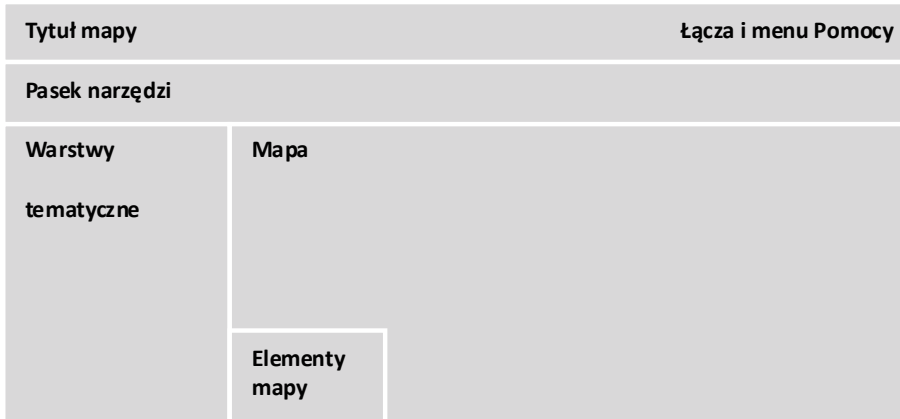 Tytuł mapy
Łącza i menu Pomocy
Pasek narzędzi
Warstwy
tematyczne
Mapa
Elementy
mapy